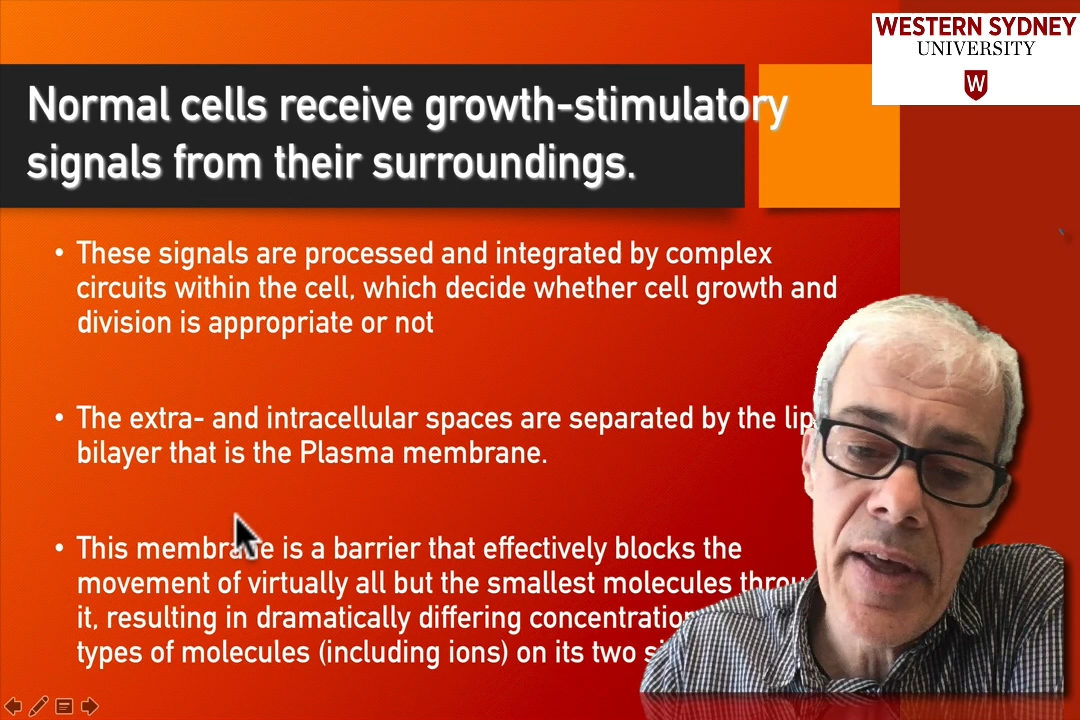 WESTERN SYDNEY
UNIVERSITY
W
Normal cells receive growth-stimulatory
signals from their surroundings.
• These signals are processed and integrated by complex
circuits within the cell, which decide whether cell growth and
division is appropriate or not
• The extra- and intracellular spaces are separated by the
bilayer that is the Plasma membrane.
• This membrane is a barrier that effectively blocks the
movement of virtually all but the smallest molecules
it, resulting in dramatically differing
types of molecules (including ions) on its two